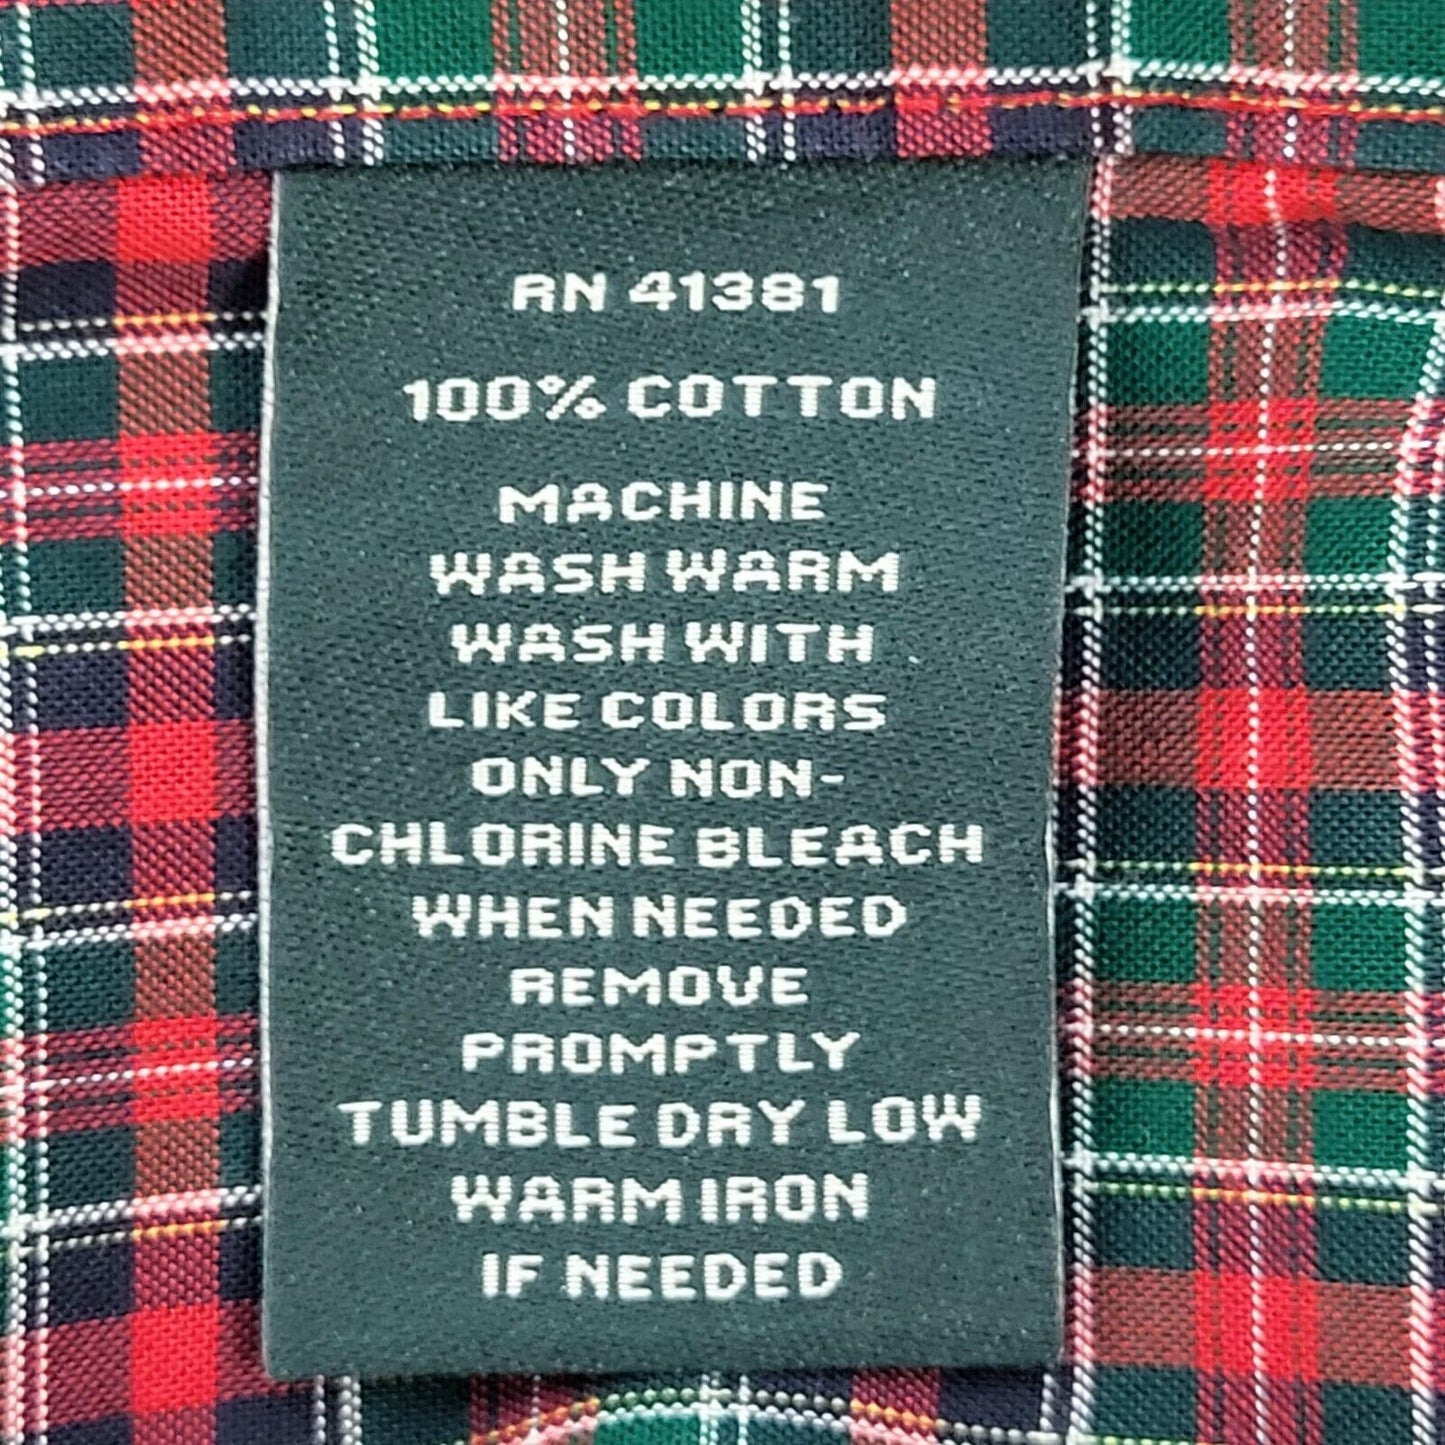 RN 41381
100% COTTON
MACHINE
WASH WARM
WASH WITH
LIKE COLORS
ONLY NON-
CHLORINE BLEACH
WHEN NEEDED
REMOVE
PROMPTLY
TUMBLE DRY LOW
WARM IRON
IF NEEDED